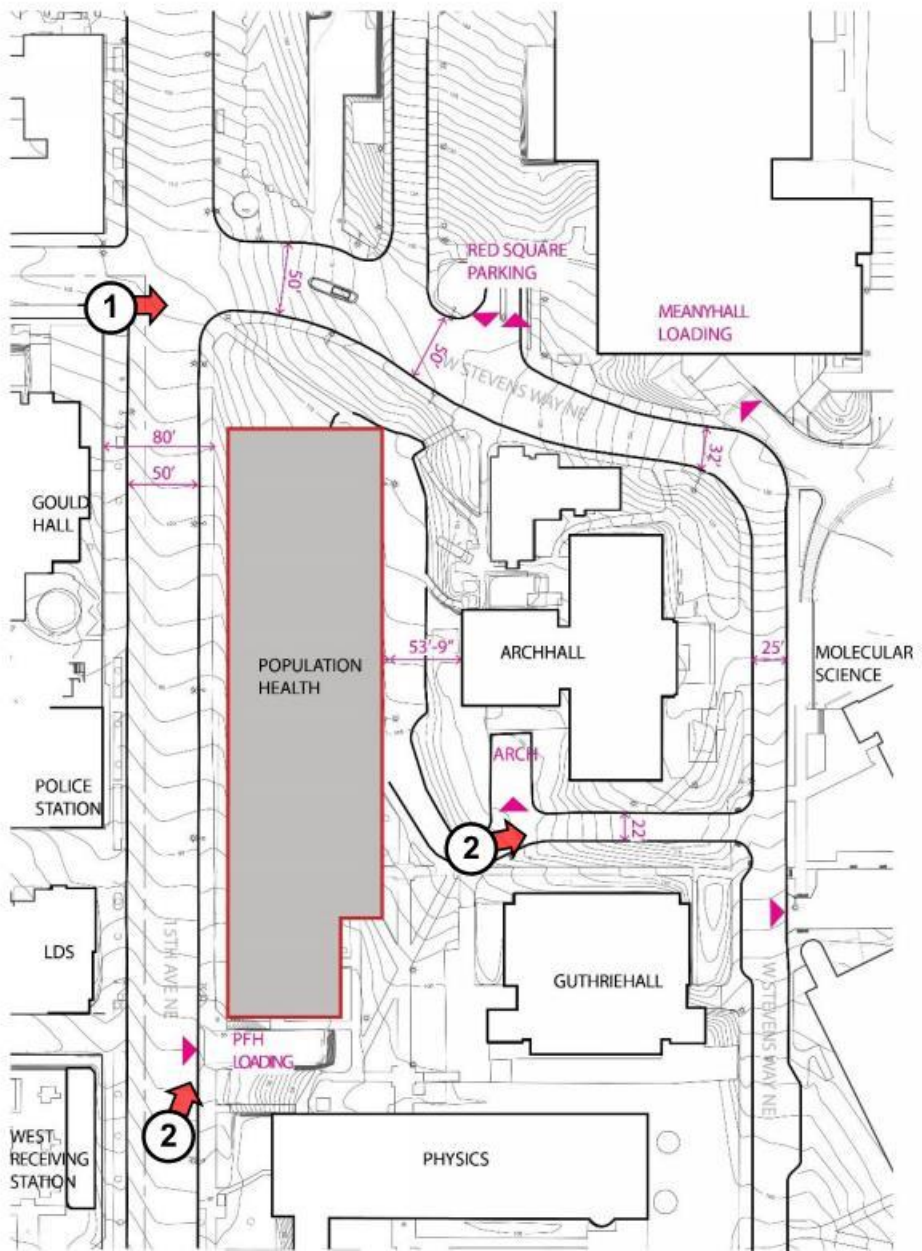 RED SQUARE
PARKING
1
50'
MEANYHALL
LOADING
50'
W STEVENS WAY NE
80'
32'
50'
GOULD
HALL
53'-9"
ARCHHALL
25'
MOLECULAR
SCIENCE
POPULATION
HEALTH
ARCH
POLICE
STATION
22'
2
LDS
15TH AVE NE
GUTHRIEHALL
W STEVENS WAY NE
PFH
LOADING
2
WEST
RECEIVING
STATION
PHYSICS